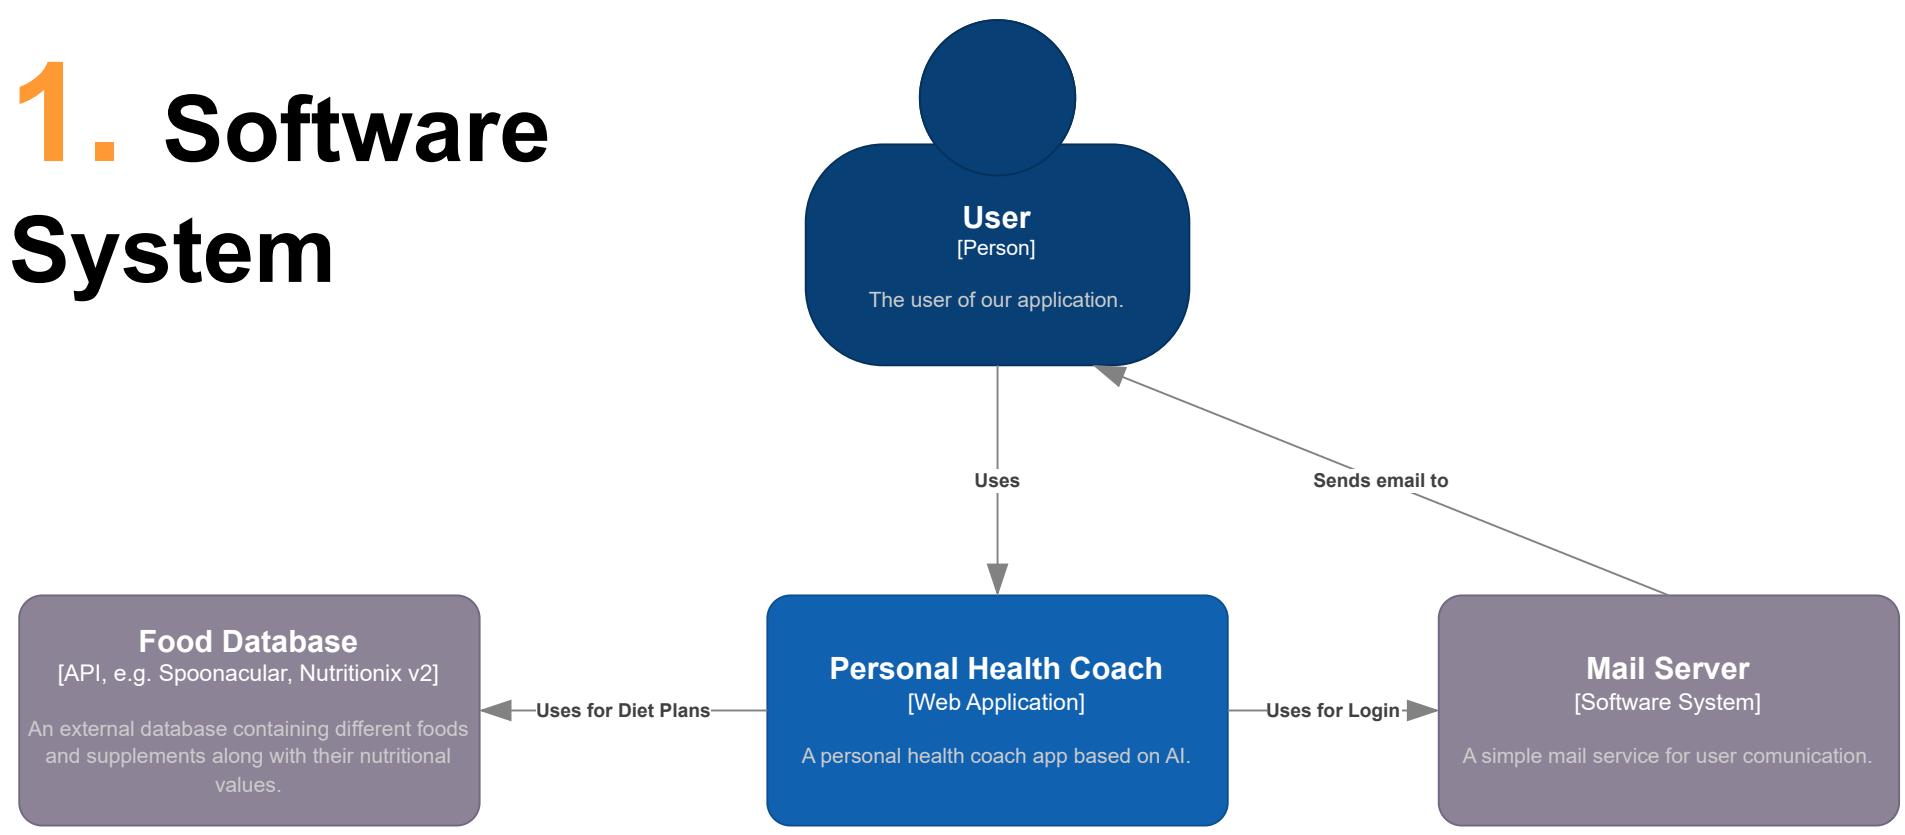 1. Software
System
User
[Person]
The user of our application.
Uses
Sends email to
Food Database
[API, e.g. Spoonacular, Nutritionix v2]
An external database containing different foods
and supplements along with their nutritional
values.
Uses for Diet Plans
Personal Health Coach
[Web Application]
A personal health coach app based on AI.
Uses for Login
Mail Server
[Software System]
A simple mail service for user comunication.